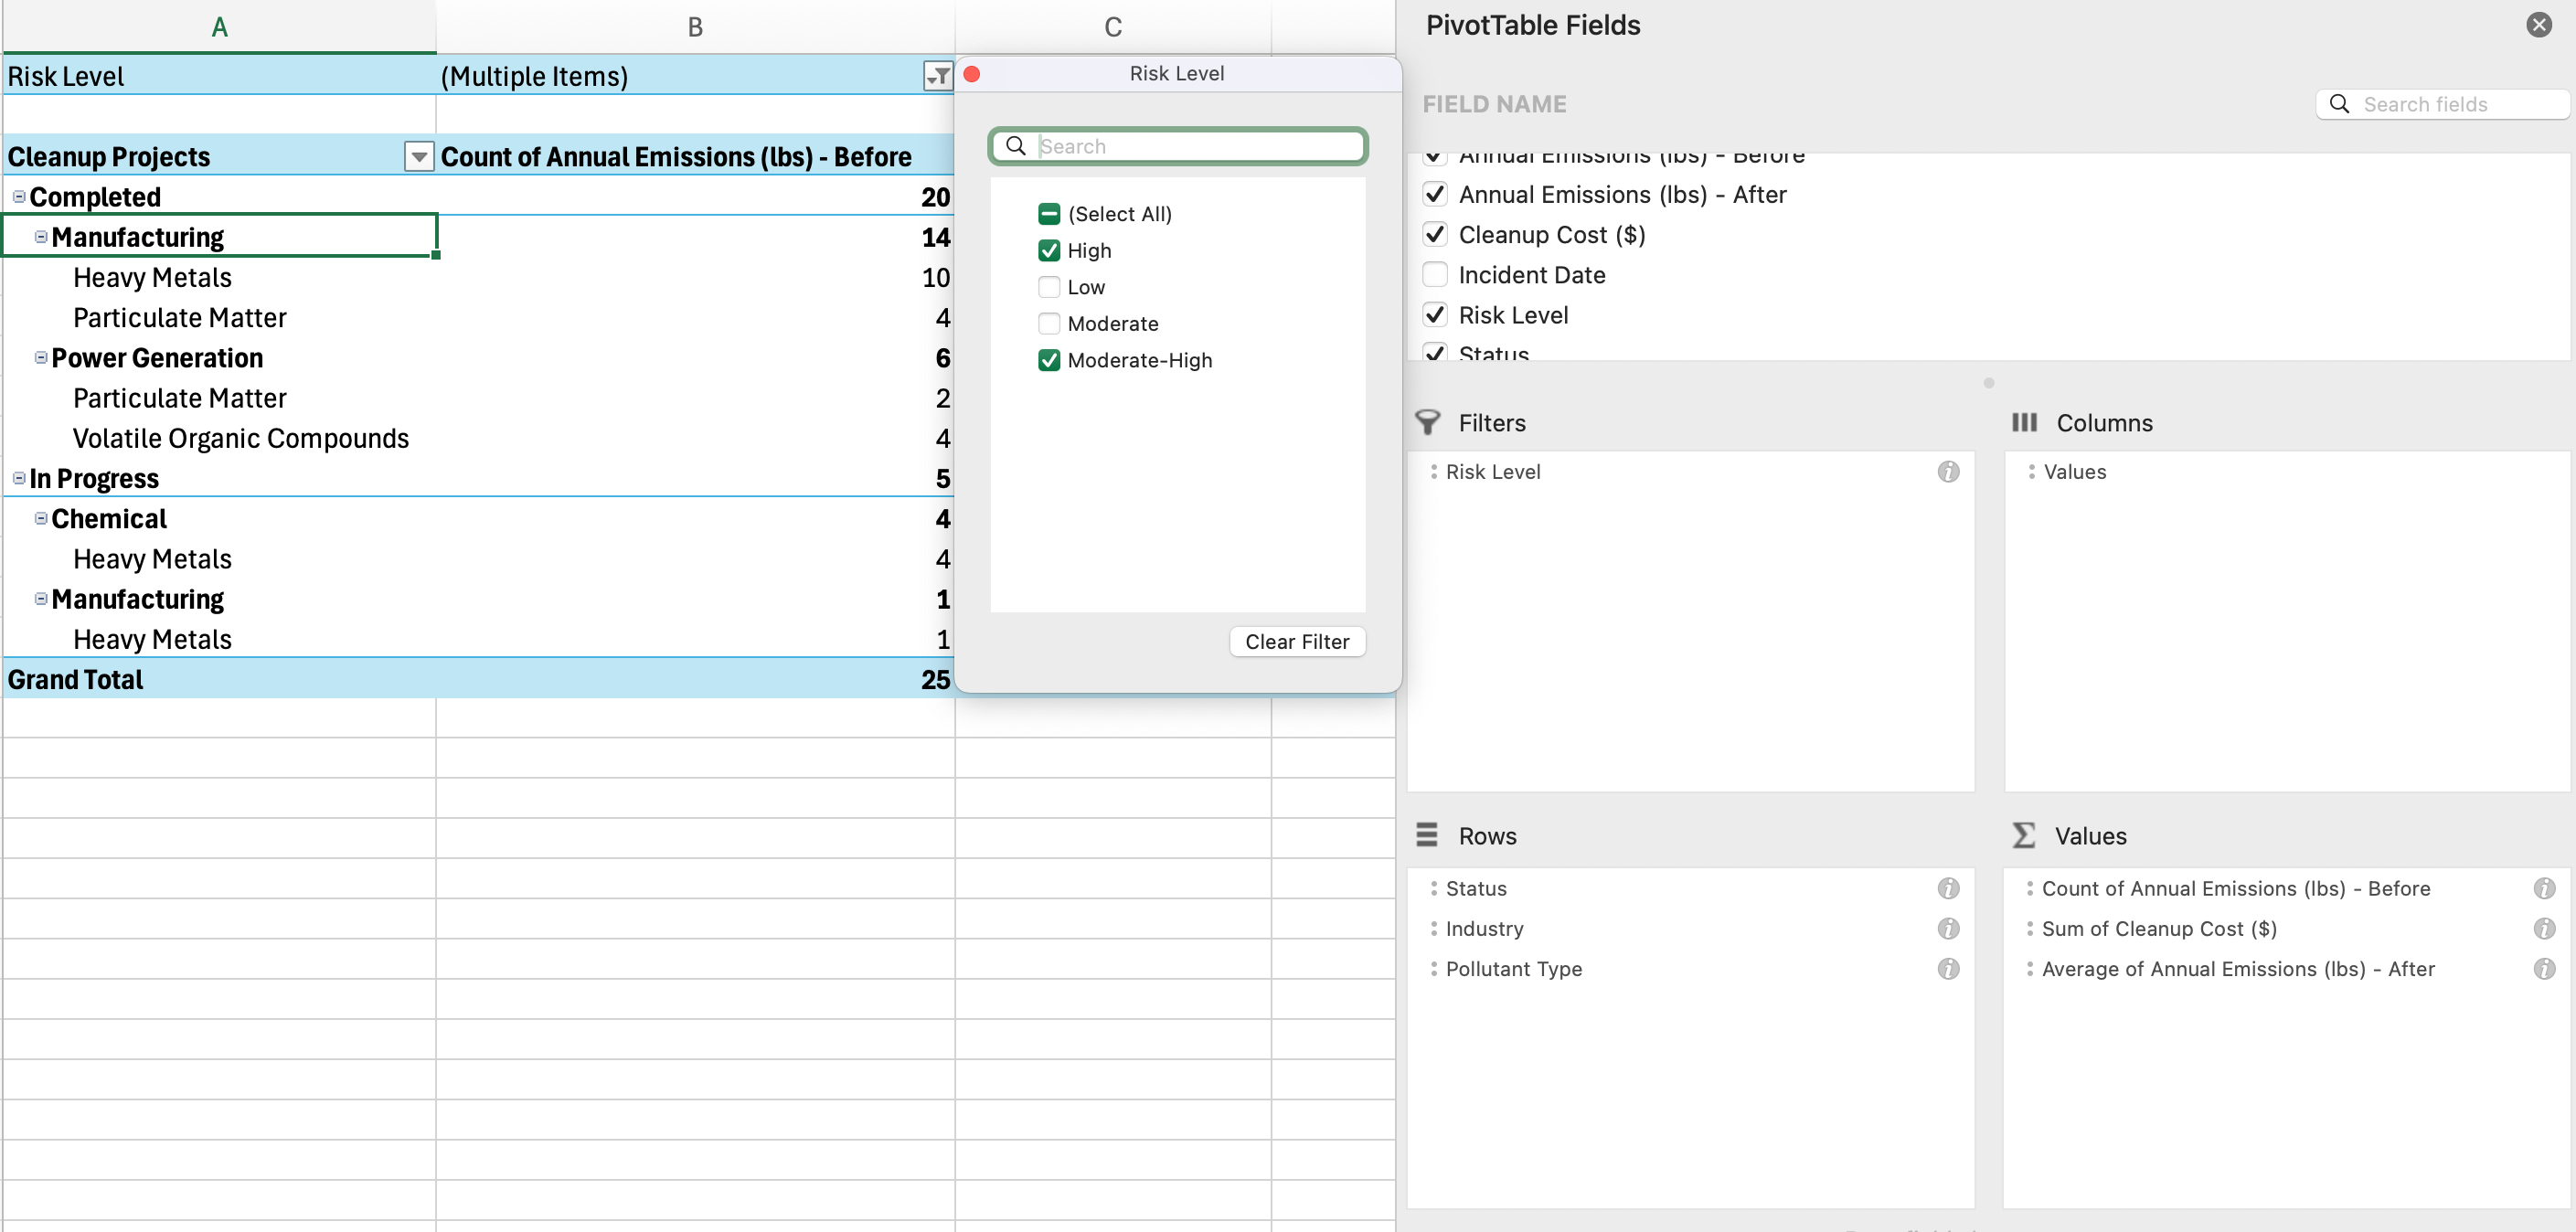 A B C
Risk Level (Multiple Items)
Cleanup Projects Count of Annual Emissions (lbs) - Before
Completed 20
Manufacturing 14
Heavy Metals 10
Particulate Matter 4
Power Generation 6
Particulate Matter 2
Volatile Organic Compounds 4
In Progress 5
Chemical 4
Heavy Metals 4
Manufacturing 1
Heavy Metals 1
Grand Total 25
Risk Level
Search
(Select All)
High
Low
Moderate
Moderate-High
Clear Filter
PivotTable Fields
FIELD NAME
Search fields
Annual Emissions (lbs) - Before
Annual Emissions (lbs) - After
Cleanup Cost ($)
Incident Date
Risk Level
Status
Filters
Risk Level
Columns
Values
Rows
Status
Industry
Pollutant Type
Values
Count of Annual Emissions (lbs) - Before
Sum of Cleanup Cost ($)
Average of Annual Emissions (lbs) - After